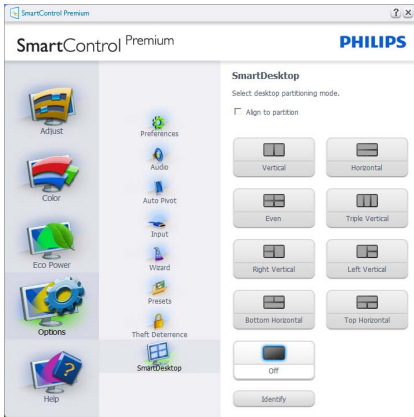 SmartControl Premium
SmartControl Premium
PHILIPS
Adjust
Color
Eco Power
Options
Help
Preferences
Audio
Auto Pivot
Input
Wizard
Presets
Theft Deterrence
SmartDesktop
SmartDesktop
Select desktop partitioning mode.
Align to partition
Vertical
Horizontal
Even
Triple Vertical
Right Vertical
Left Vertical
Bottom Horizontal
Top Horizontal
Off
Identify